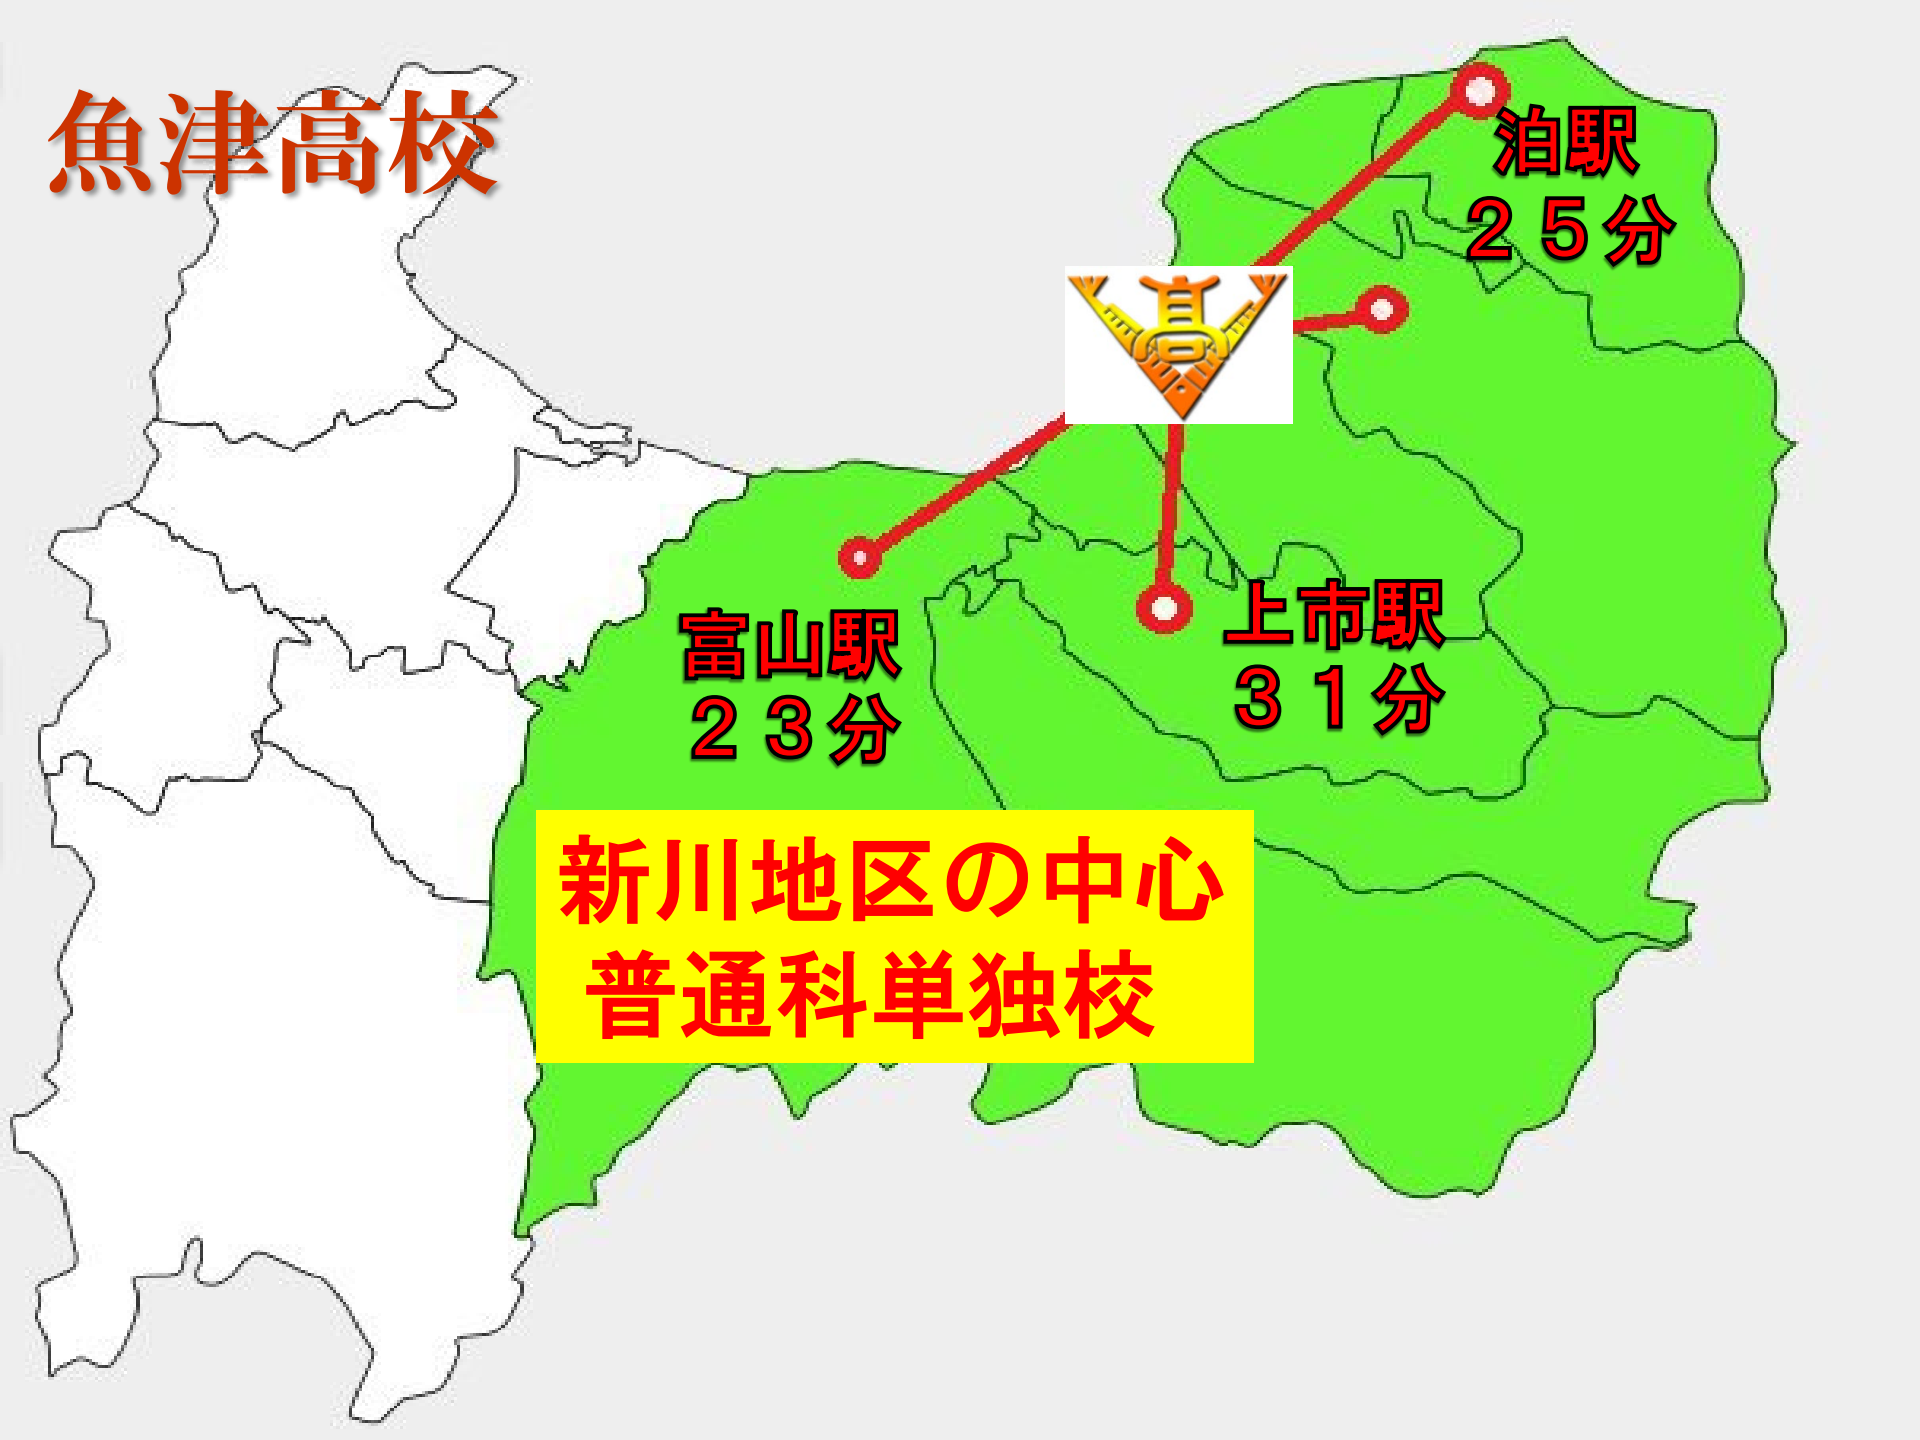 魚津高校
泊駅
２５分
高
富山駅
２３分
上市駅
３１分
新川地区の中心
普通科単独校